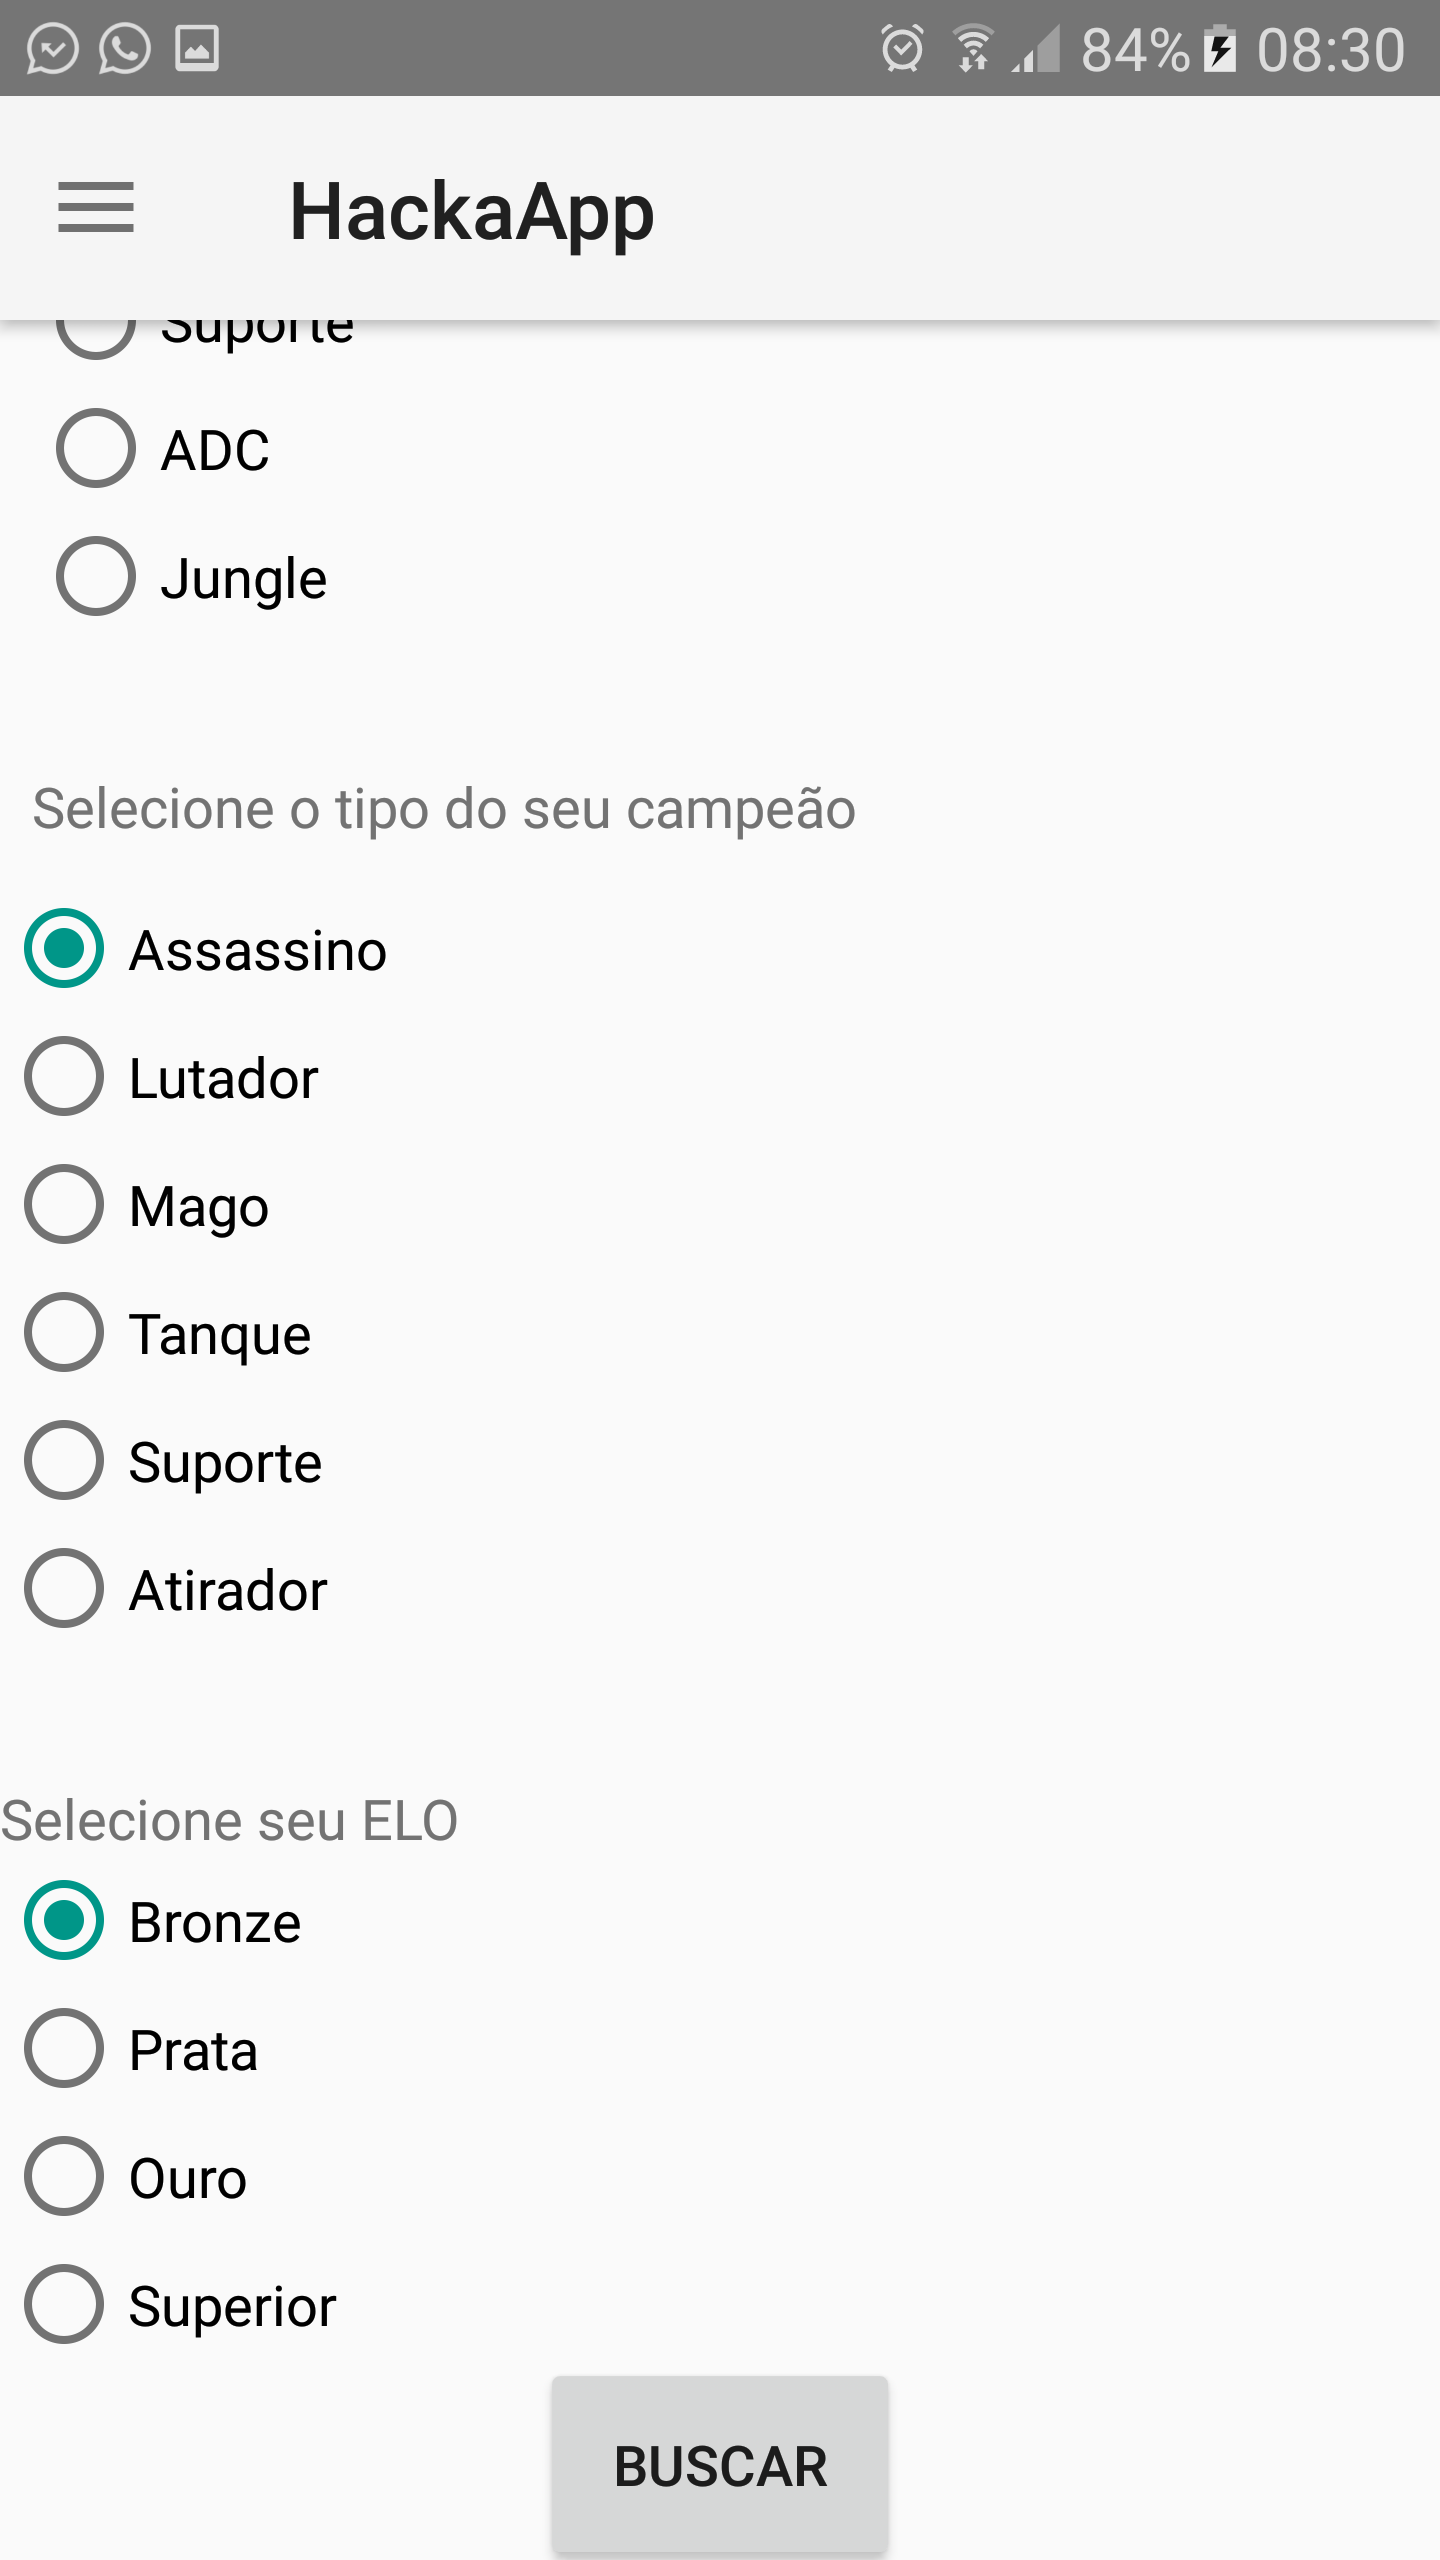 84% 08:30
HackaApp
Suporte
ADC
Jungle
Selecione o tipo do seu campeão
Assassino
Lutador
Mago
Tanque
Suporte
Atirador
Selecione seu ELO
Bronze
Prata
Ouro
Superior
BUSCAR